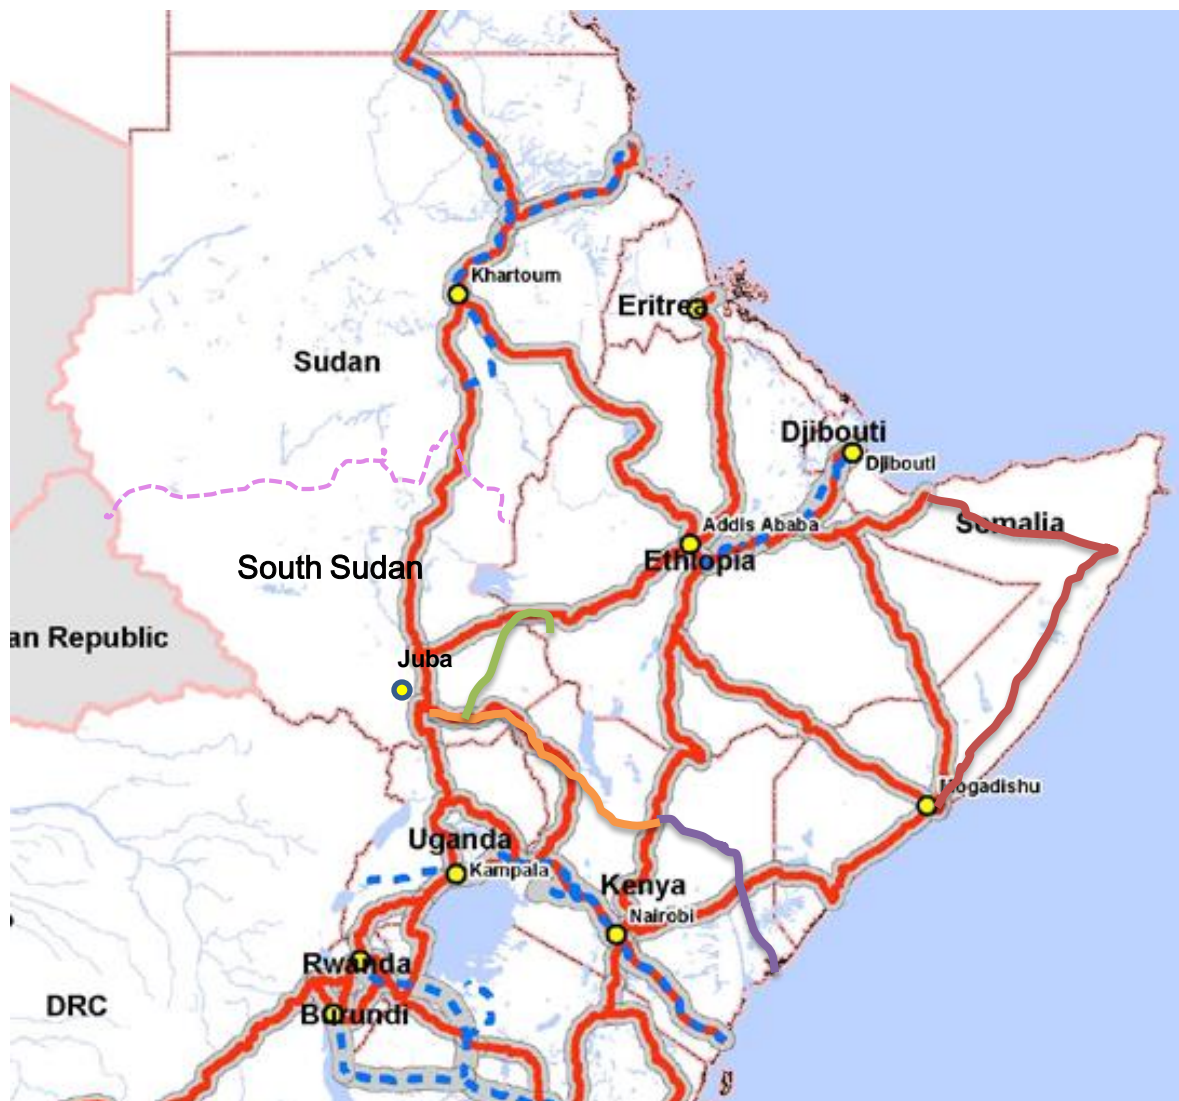 Khartoum
Eritrea
Sudan
Djibouti
Djibouti
Addis Ababa
Somalia
Ethiopia
South Sudan
an Republic
Juba
Mogadishu
Uganda
Kampala
Kenya
Nairobi
Rwanda
DRC
Burundi